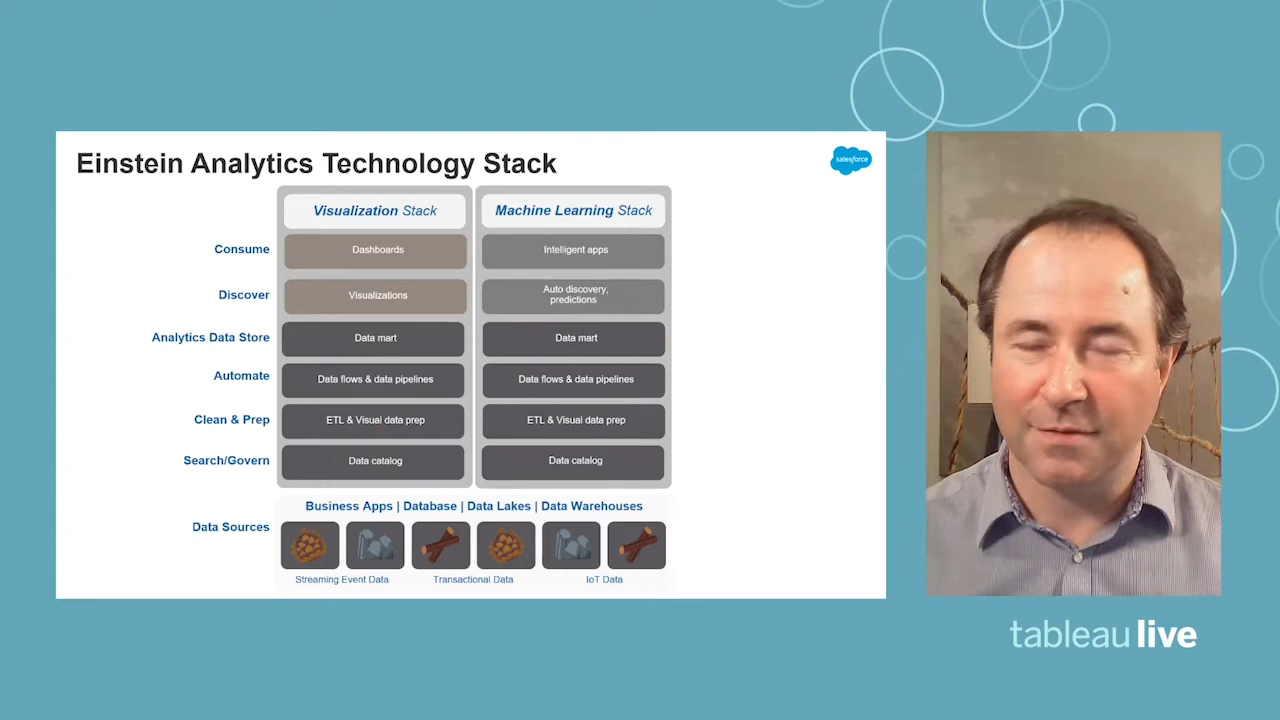 Einstein Analytics Technology Stack
salesforce
Visualization Stack
Machine Learning Stack
Consume
Dashboards
Intelligent apps
Discover
Visualizations
Auto discovery,
predictions
Analytics Data Store
Data mart
Data mart
Automate
Data flows & data pipelines
Data flows & data pipelines
Clean & Prep
ETL & Visual data prep
ETL & Visual data prep
Search/Govern
Data catalog
Data catalog
Business Apps | Database | Data Lakes | Data Warehouses
Data Sources
Streaming Event Data
Transactional Data
IoT Data
tableau live